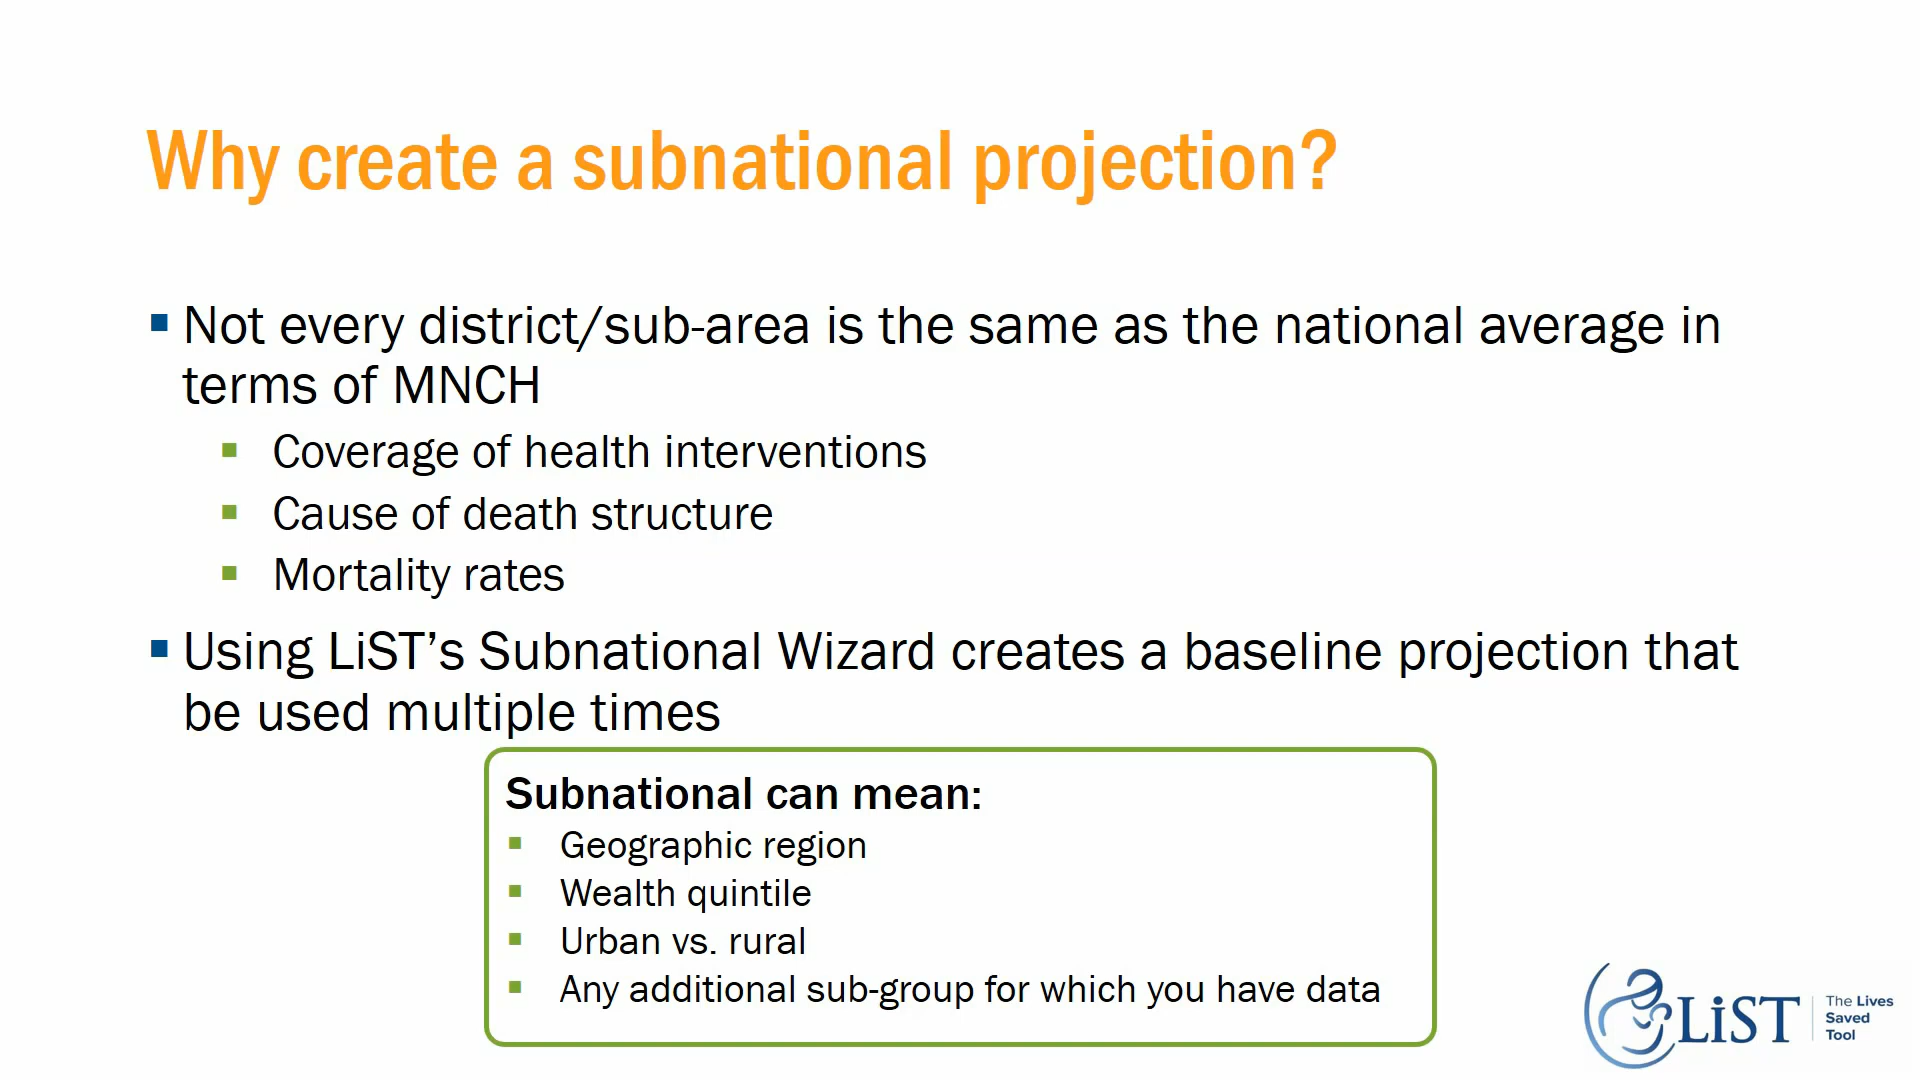 Why create a subnational projection?
Not every district/sub-area is the same as the national average in
terms of MNCH
Coverage of health interventions
Cause of death structure
Mortality rates
Using LiST’s Subnational Wizard creates a baseline projection that
be used multiple times
Subnational can mean:
Geographic region
Wealth quintile
Urban vs. rural
Any additional sub-group for which you have data
LiST
The Lives
Saved
Tool